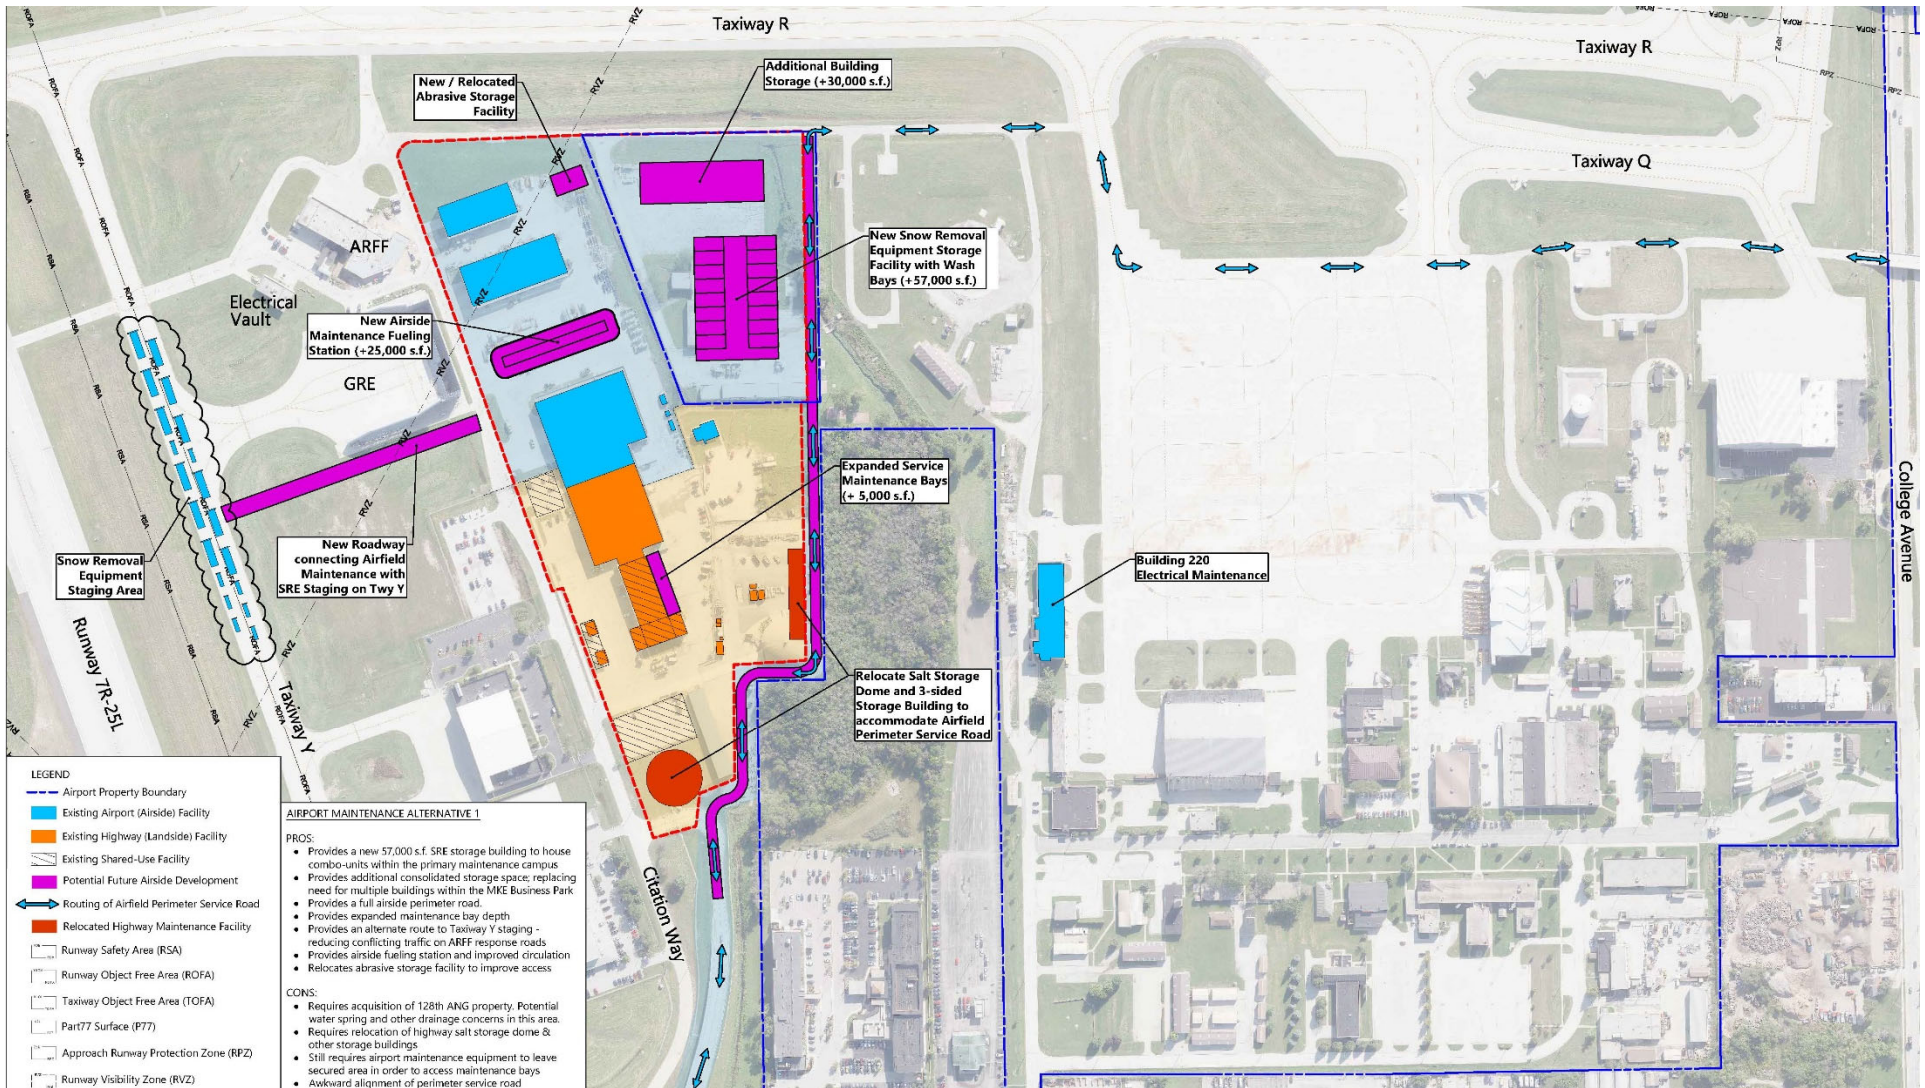 Taxiway R
Taxiway R
Taxiway Q
New / Relocated
Abrasive Storage
Facility
Additional Building
Storage (+30,000 s.f.)
New Snow Removal
Equipment Storage
Facility with Wash
Bays (+57,000 s.f.)
ARFF
Electrical
Vault
New Airside
Maintenance Fueling
Station (+25,000 s.f.)
GRE
Expanded Service
Maintenance Bays
(+ 5,000 s.f.)
Snow Removal
Equipment
Staging Area
New Roadway
connecting Airfield
Maintenance with
SRE Staging on Twy Y
Building 220
Electrical Maintenance
Relocate Salt Storage
Dome and 3-sided
Storage Building to
accommodate Airfield
Perimeter Service Road
Runway 7R-25L
Taxiway Y
Citation Way
College Avenue
ROFA
RSA
RVZ
RPZ
LEGEND
Airport Property Boundary
Existing Airport (Airside) Facility
Existing Highway (Landside) Facility
Existing Shared-Use Facility
Potential Future Airside Development
Routing of Airfield Perimeter Service Road
Relocated Highway Maintenance Facility
Runway Safety Area (RSA)
Runway Object Free Area (ROFA)
Taxiway Object Free Area (TOFA)
Part77 Surface (P77)
Approach Runway Protection Zone (RPZ)
Runway Visibility Zone (RVZ)
AIRPORT MAINTENANCE ALTERNATIVE 1
PROS:
• Provides a new 57,000 s.f. SRE storage building to house
combo-units within the primary maintenance campus
• Provides additional consolidated storage space; replacing
need for multiple buildings within the MKE Business Park
• Provides a full airside perimeter road.
• Provides expanded maintenance bay depth
• Provides an alternate route to Taxiway Y staging -
reducing conflicting traffic on ARFF response roads
• Provides airside fueling station and improved circulation
• Relocates abrasive storage facility to improve access
CONS:
• Requires acquisition of 128th ANG property. Potential
water spring and other drainage concerns in this area.
• Requires relocation of highway salt storage dome &
other storage buildings
• Still requires airport maintenance equipment to leave
secured area in order to access maintenance bays
• Awkward alignment of perimeter service road